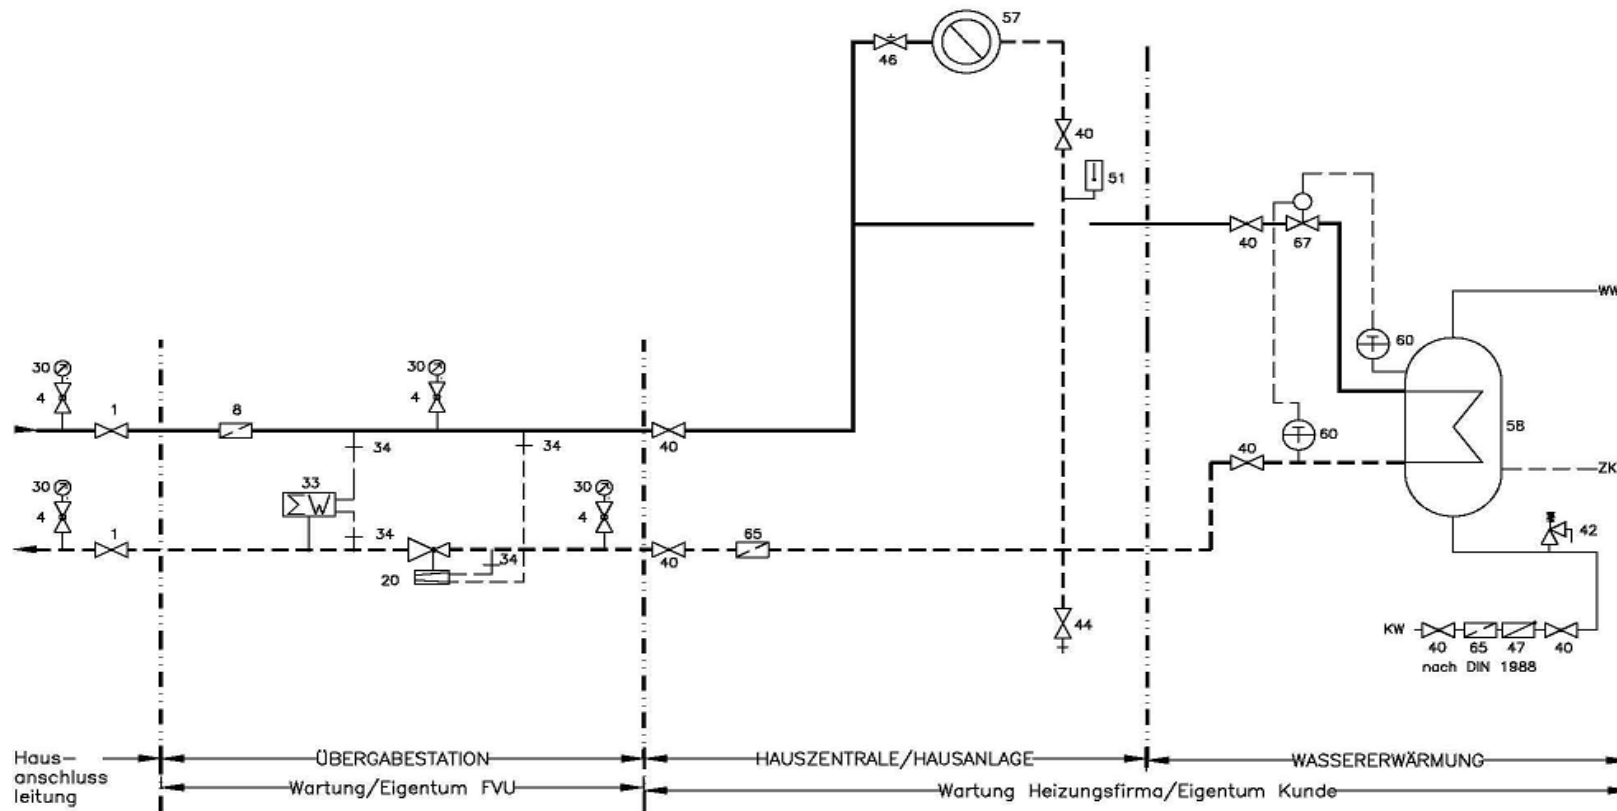 57
46
40
51
40
67
WW
60
30
30
4
4
1
8
58
34
34
40
60
40
ZK
30
33
30
4
ΣW
4
1
34
65
42
20
34
40
44
KW
40 65 47 40
nach DIN 1988
Haus-
anschluss
leitung
ÜBERGABESTATION
HAUSZENTRALE/HAUSANLAGE
WASSERERWÄRMUNG
Wartung/Eigentum FVU
Wartung Heizungsfirma/Eigentum Kunde